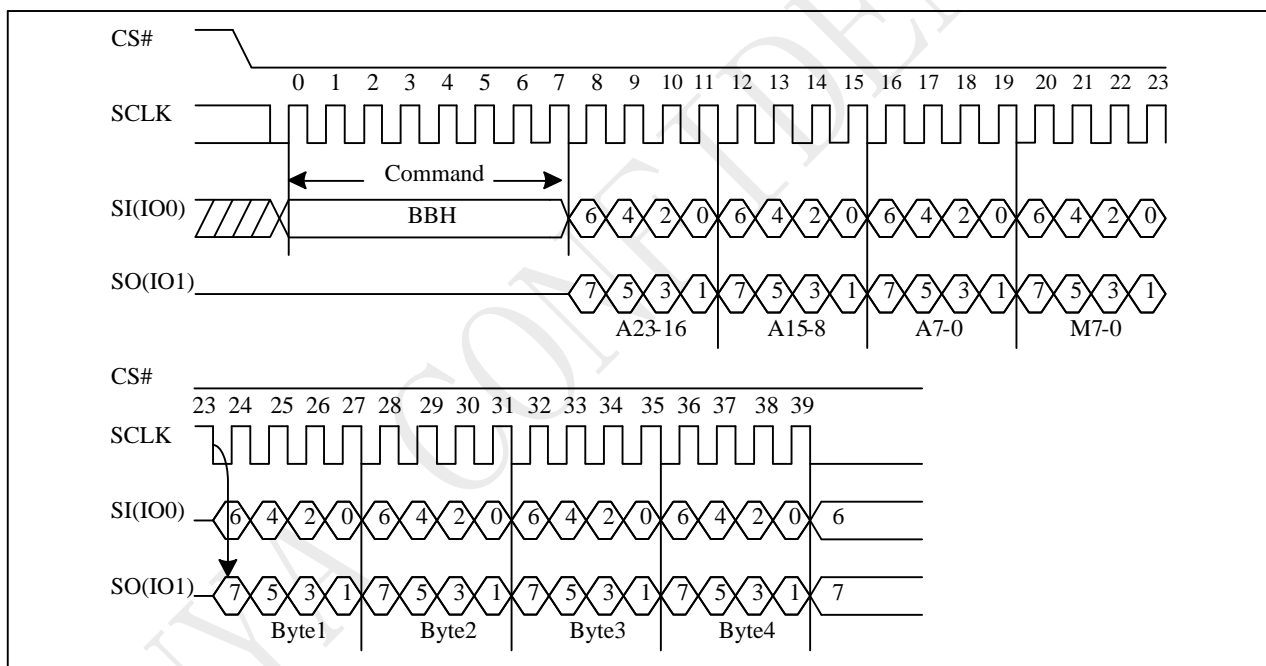 CS#
0 1 2 3 4 5 6 7 8 9 10 11 12 13 14 15 16 17 18 19 20 21 22 23
SCLK
Command
SI(IO0) BBH 6 4 2 0 6 4 2 0 6 4 2 0 6 4 2 0
SO(IO1) 7 5 3 1 7 5 3 1 7 5 3 1 7 5 3 1
A23-16 A15-8 A7-0 M7-0
CS#
23 24 25 26 27 28 29 30 31 32 33 34 35 36 37 38 39
SCLK
SI(IO0) 6 4 2 0 6 4 2 0 6 4 2 0 6 4 2 0 6
SO(IO1) 7 5 3 1 7 5 3 1 7 5 3 1 7 5 3 1 7
Byte1 Byte2 Byte3 Byte4